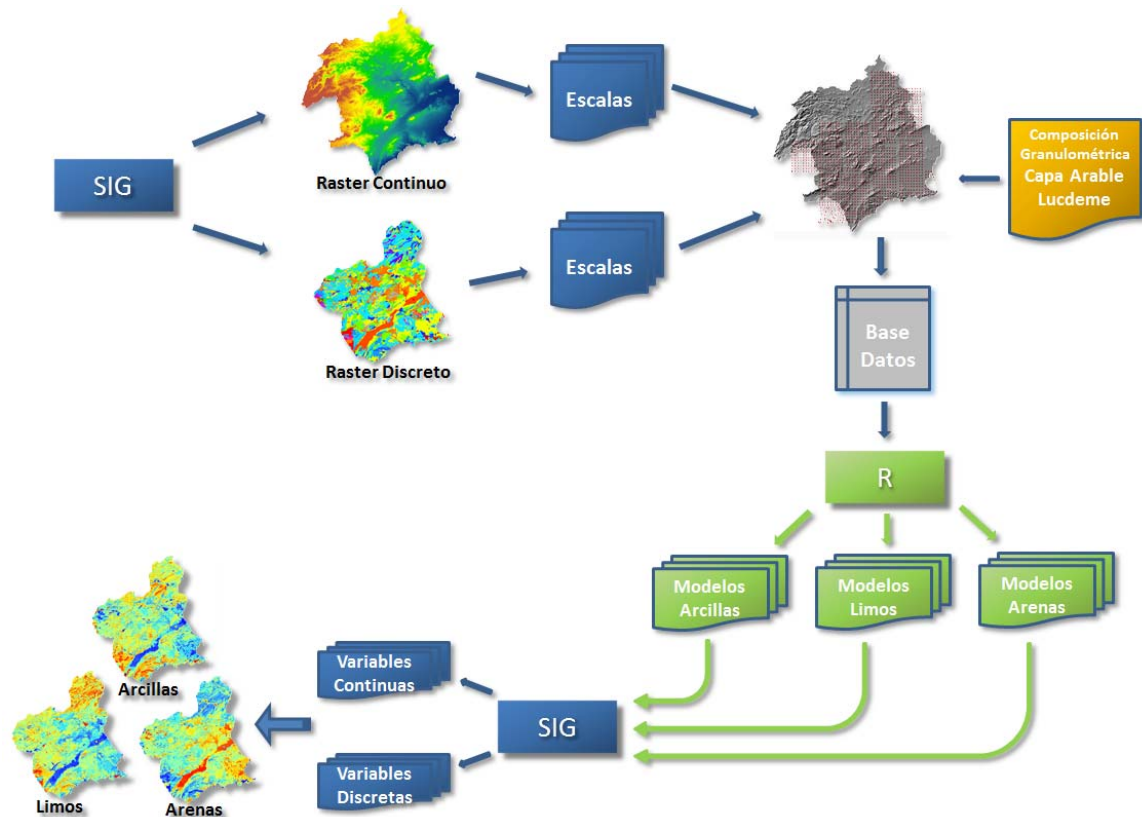 SIG
Raster Continuo
Escalas
Raster Discreto
Escalas
Composición
Granulométrica
Capa Arable
Lucdeme
Base
Datos
R
Modelos
Arcillas
Modelos
Limos
Modelos
Arenas
SIG
Variables
Continuas
Variables
Discretas
Arcillas
Limos
Arenas